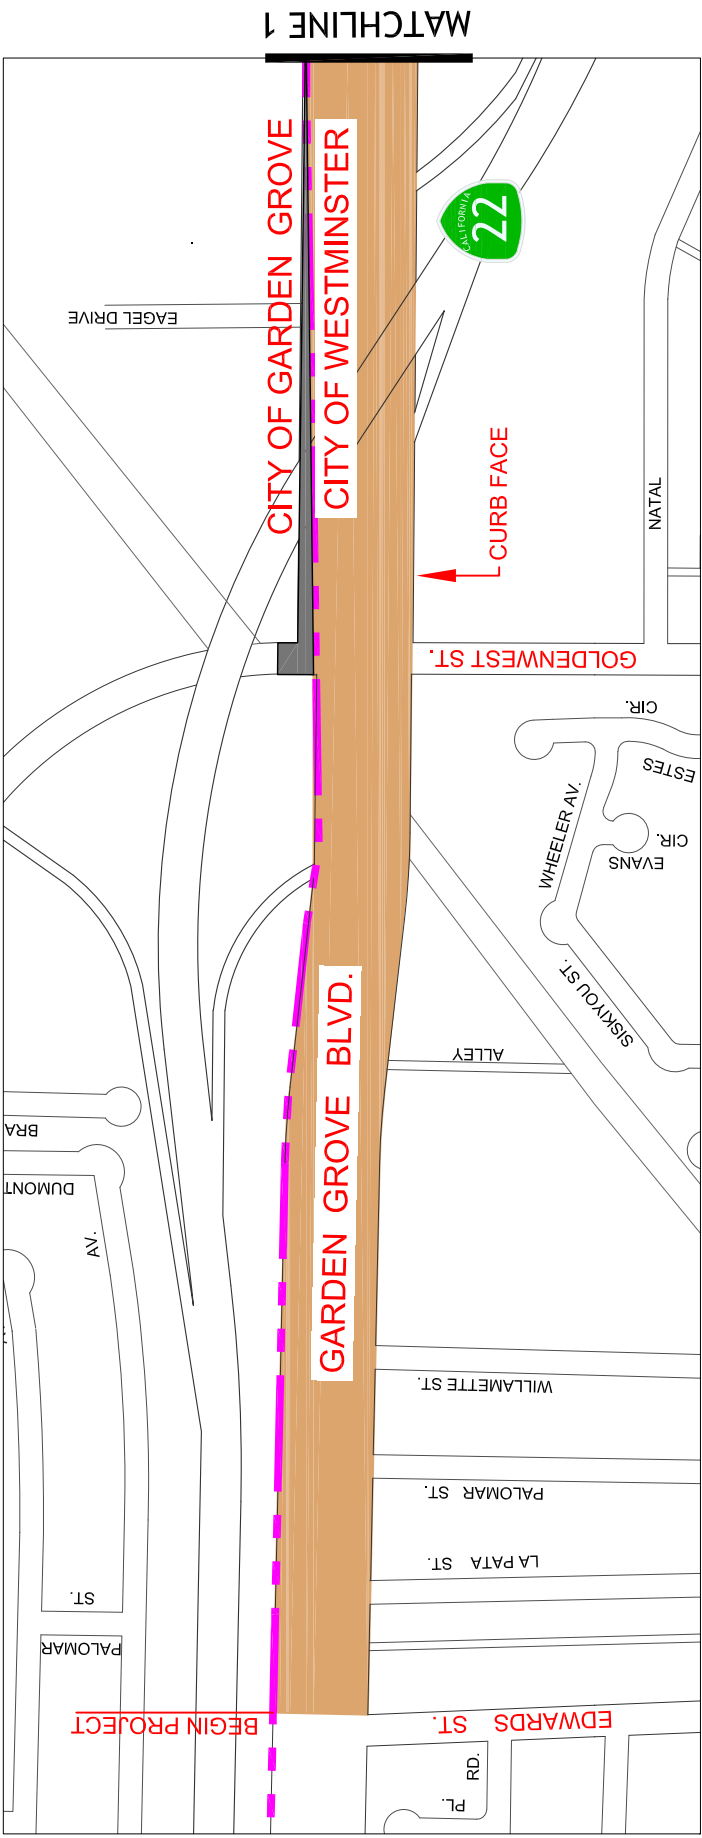 MATCHLINE 1
CITY OF GARDEN GROVE
CITY OF WESTMINSTER
CALIFORNIA
22
EAGEL DRIVE
CURB FACE
NATAL
GOLDENWEST ST.
CIR.
ESTES
WHEELER AV.
CIR.
EVANS
SISKIYOU ST.
GARDEN GROVE BLVD.
ALLEY
BRA
DUMONT
AV.
WILLAMETTE ST.
PALOMAR ST.
LA PATA ST.
ST.
PALOMAR
BEGIN PROJECT
EDWARDS ST.
RD.
PL.